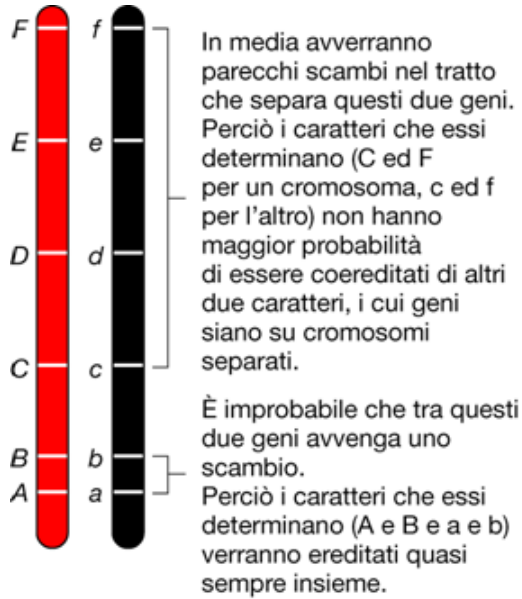 F f
E e
D d
C c
B b
A a
In media avverranno
parecchi scambi nel tratto
che separa questi due geni.
Perciò i caratteri che essi
determinano (C ed F
per un cromosoma, c ed f
per l'altro) non hanno
maggior probabilità
di essere coereditati di altri
due caratteri, i cui geni
siano su cromosomi
separati.
È improbabile che tra questi
due geni avvenga uno
scambio.
Perciò i caratteri che essi
determinano (A e B e a e b)
verranno ereditati quasi
sempre insieme.